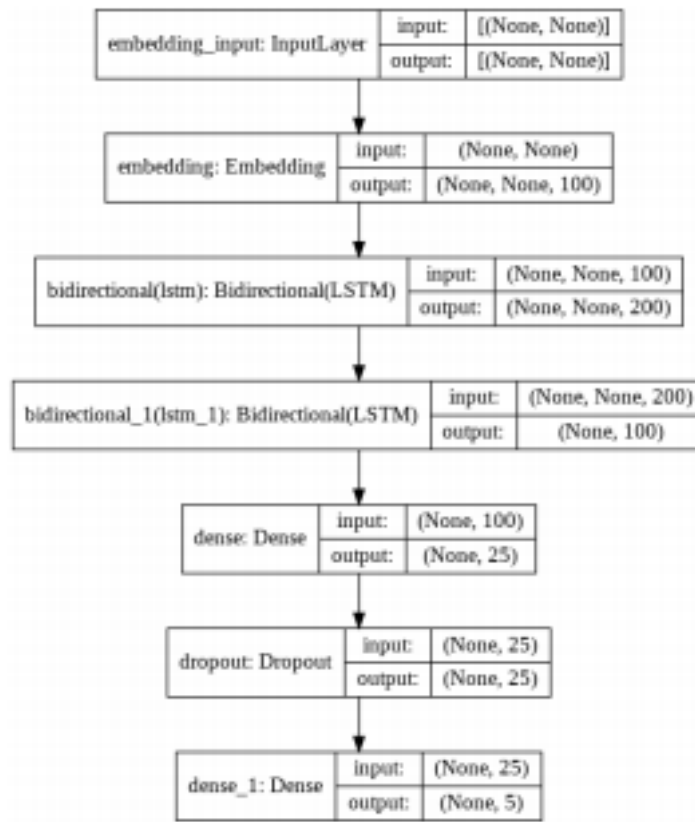 embedding_input: InputLayer
input: [(None, None)]
output: [(None, None)]
embedding: Embedding
input: (None, None)
output: (None, None, 100)
bidirectional(lstm): Bidirectional(LSTM)
input: (None, None, 100)
output: (None, None, 200)
bidirectional_1(lstm_1): Bidirectional(LSTM)
input: (None, None, 200)
output: (None, 100)
dense: Dense
input: (None, 100)
output: (None, 25)
dropout: Dropout
input: (None, 25)
output: (None, 25)
dense_1: Dense
input: (None, 25)
output: (None, 5)